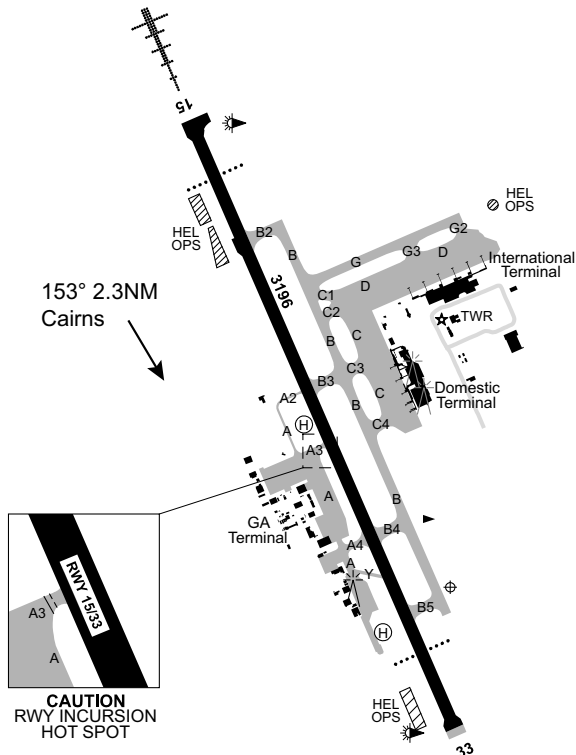 15
HEL
OPS
HEL
OPS
B2
B
G
G3
G2
D
D
International
Terminal
3196
153° 2.3NM
Cairns
C1
C2
TWR
B
C
C3
B3
Domestic
Terminal
A2
B
C
H
C4
A
A3
A
B
GA
Terminal
B4
A4
A
Y
B5
H
RWY 15/33
A3
A
CAUTION
RWY INCURSION
HOT SPOT
HEL
OPS
33